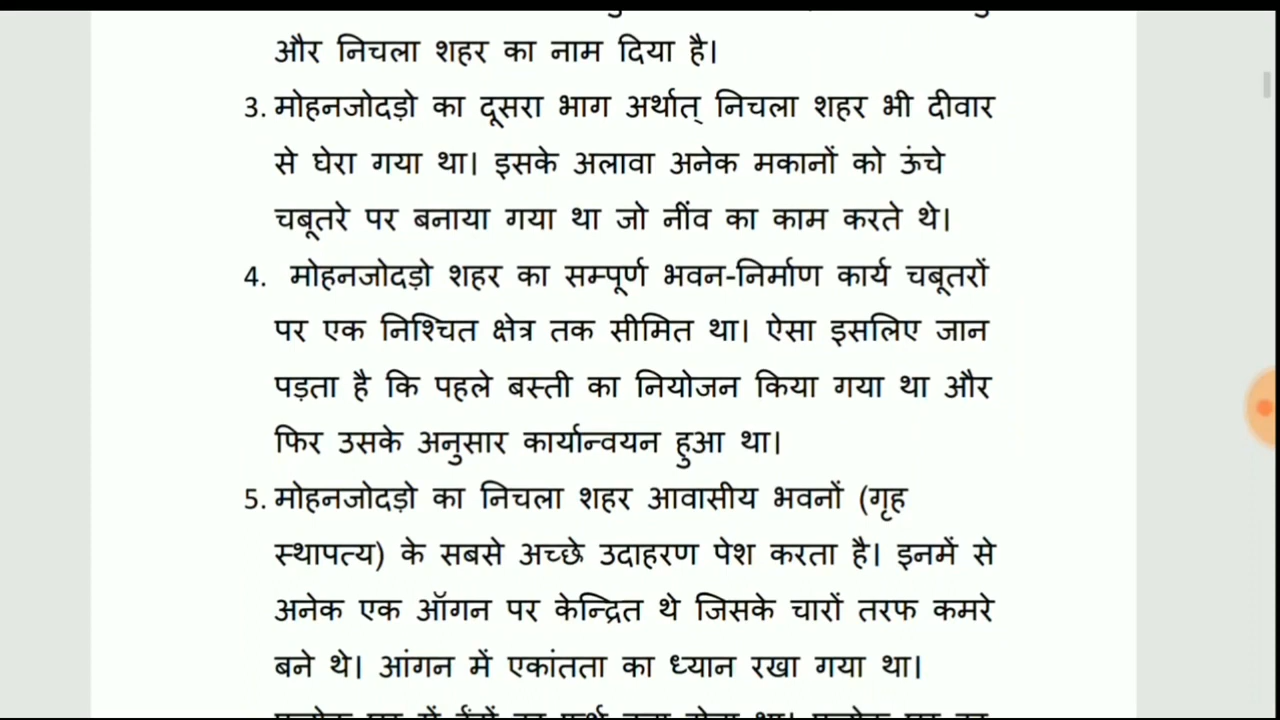 और निचला शहर का नाम दिया है।
3. मोहनजोदड़ो का दूसरा भाग अर्थात् निचला शहर भी दीवार
से घेरा गया था। इसके अलावा अनेक मकानों को ऊंचे
चबूतरे पर बनाया गया था जो नींव का काम करते थे।
4. मोहनजोदड़ो शहर का सम्पूर्ण भवन-निर्माण कार्य चबूतरों
पर एक निश्चित क्षेत्र तक सीमित था। ऐसा इसलिए जान
पड़ता है कि पहले बस्ती का नियोजन किया गया था और
फिर उसके अनुसार कार्यान्वयन हुआ था।
5. मोहनजोदड़ो का निचला शहर आवासीय भवनों (गृह
स्थापत्य) के सबसे अच्छे उदाहरण पेश करता है। इनमें से
अनेक एक ऑगन पर केन्द्रित थे जिसके चारों तरफ कमरे
बने थे। आंगन में एकांतता का ध्यान रखा गया था।